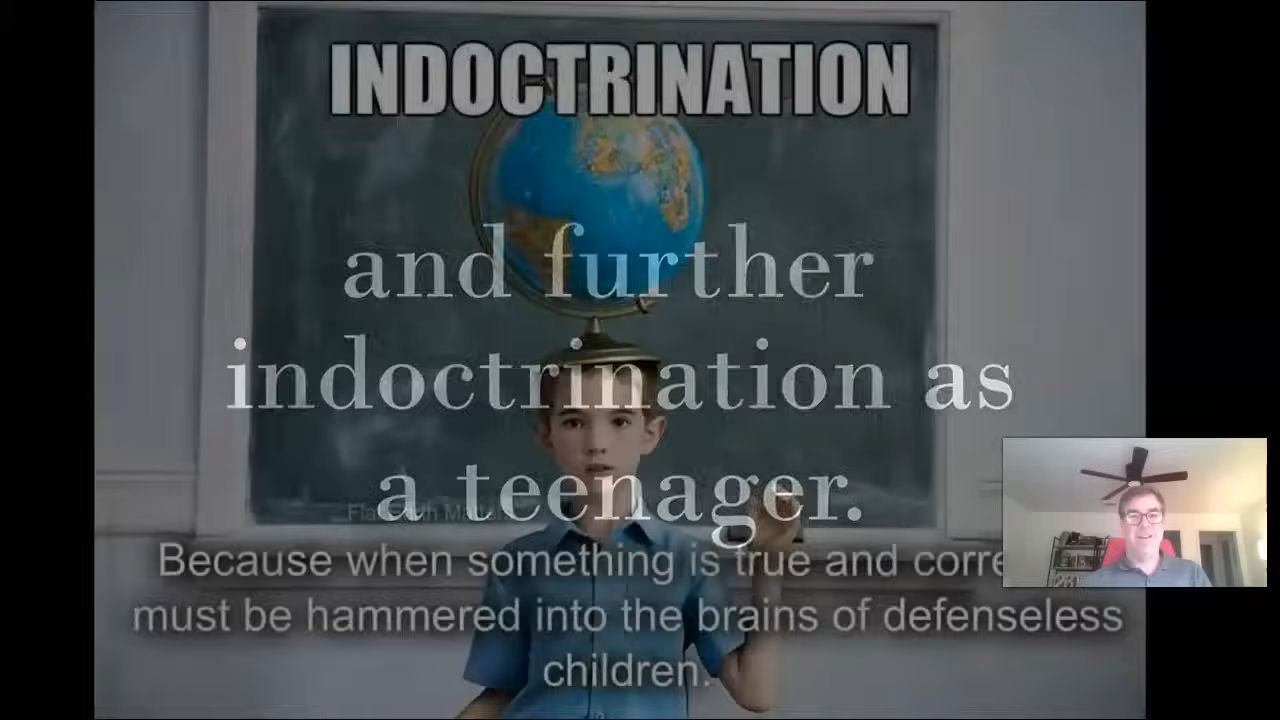 INDOCTRINATION
and further
indoctrination as
a teenager.
Because when something is true and
must be hammered into the brains of defenseless
children.